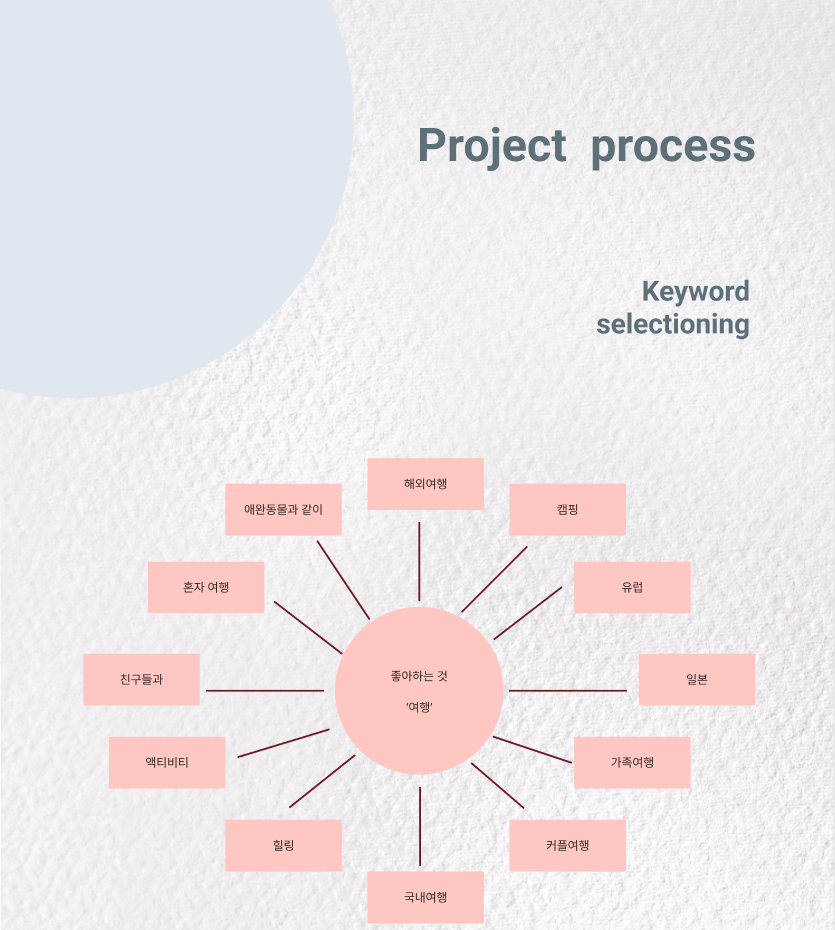 Project process
Keyword
selectioning
해외여행
애완동물과 같이
캠핑
혼자 여행
유럽
친구들과
좋아하는 것
'여행'
일본
액티비티
가족여행
힐링
커플여행
국내여행